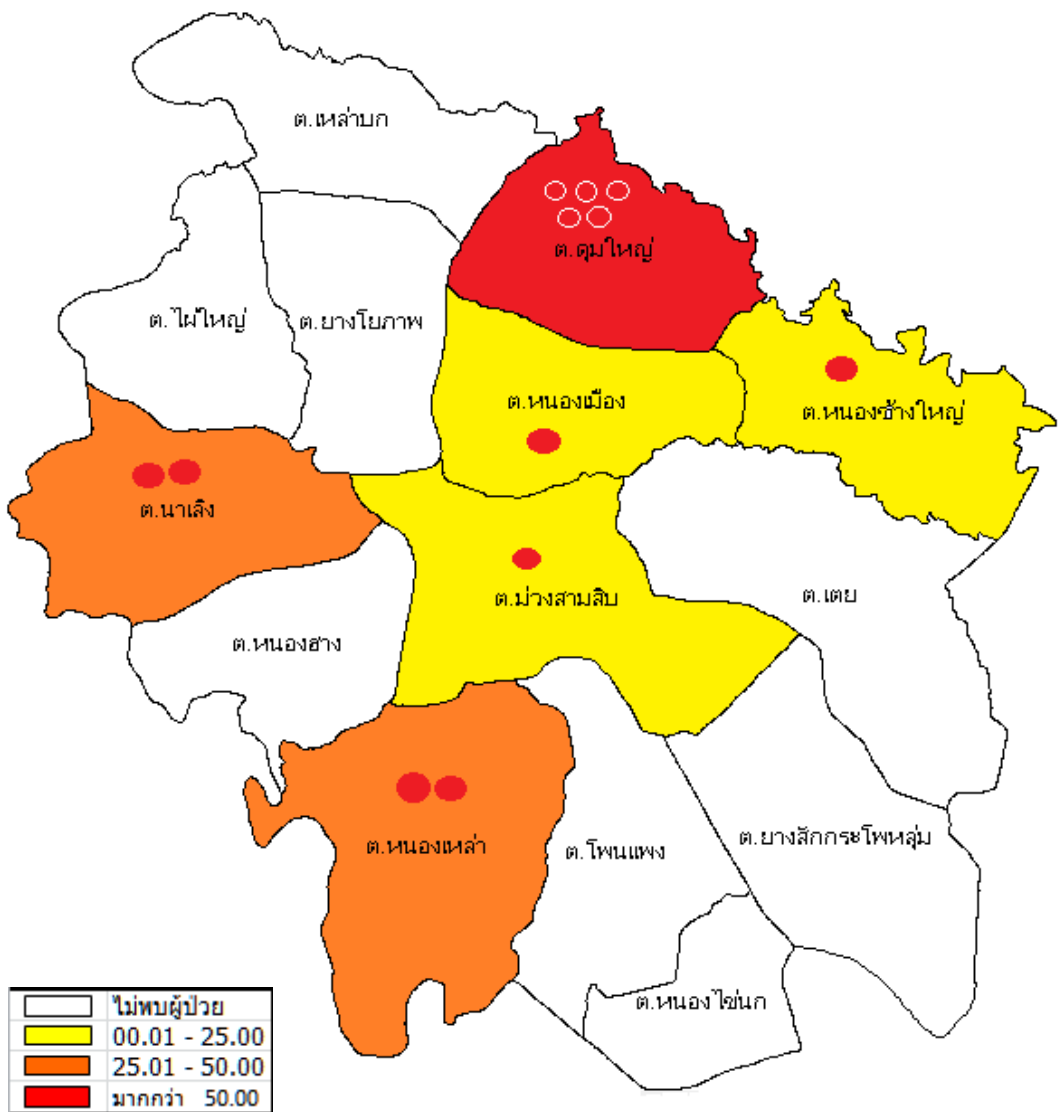 ต.เหล่าบก
ต.ดุมใหญ่
ต.ไผ่ใหญ่
ต.ยางโยภาพ
ต.หนองเมือง
ต.หนองช้างใหญ่
ต.นาเลิง
ต.ม่วงสามสิบ
ต.เตย
ต.หนองฮาง
ต.หนองเหล่า
ต.โพนแพง
ต.ยางสักกระโพหลุ่ม
ต.หนองไข่นก
ไม่พบผู้ป่วย
00.01 - 25.00
25.01 - 50.00
มากกว่า 50.00